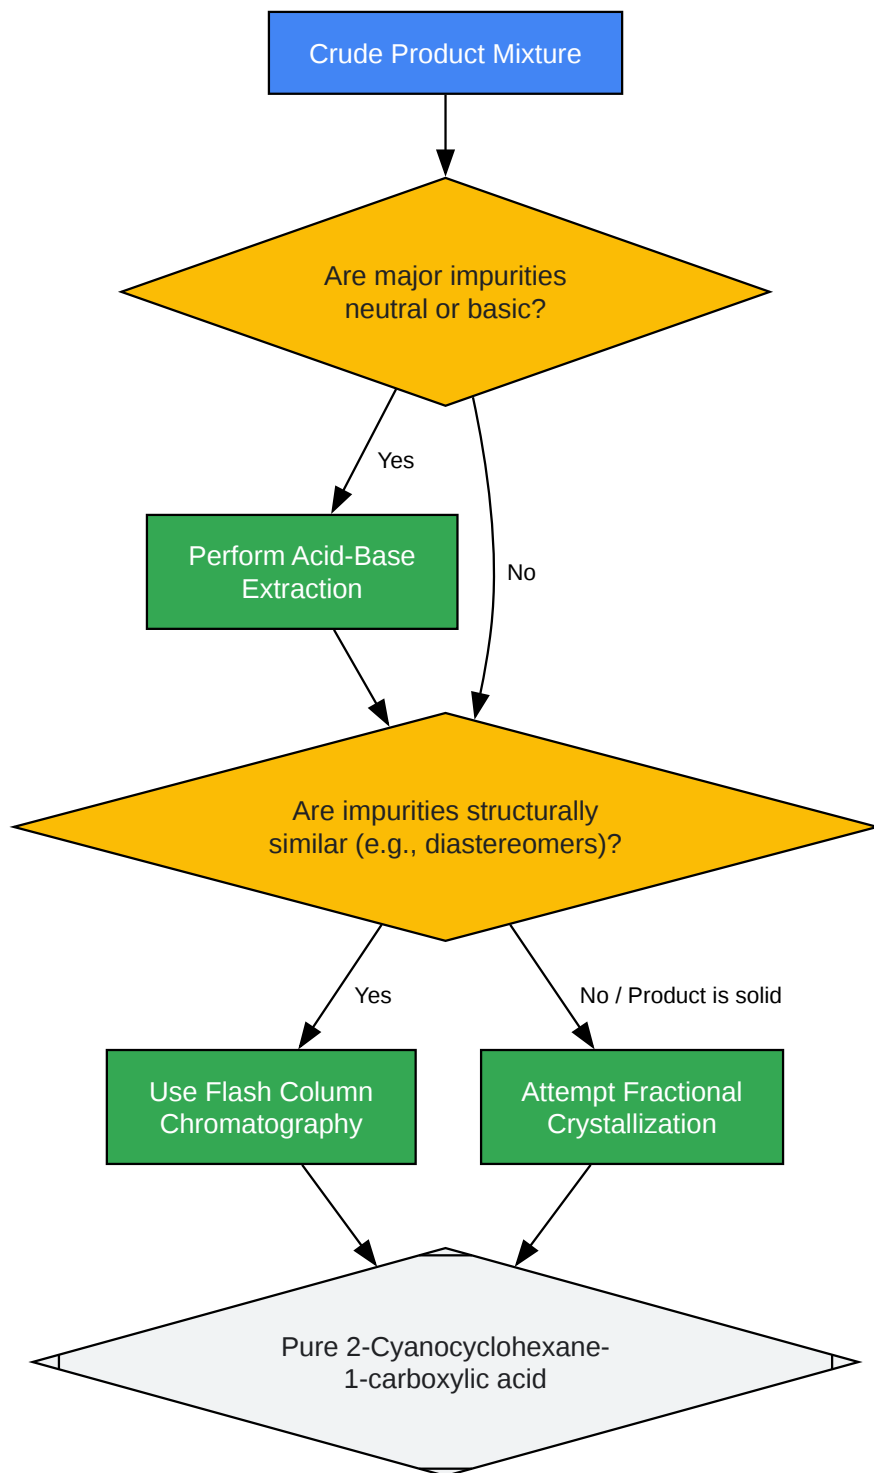 Crude Product Mixture
Are major impurities
neutral or basic?
Yes
Perform Acid-Base
Extraction
No
Are impurities structurally
similar (e.g., diastereomers)?
Yes
No / Product is solid
Use Flash Column
Chromatography
Attempt Fractional
Crystallization
Pure 2-Cyanocyclohexane-
1-carboxylic acid